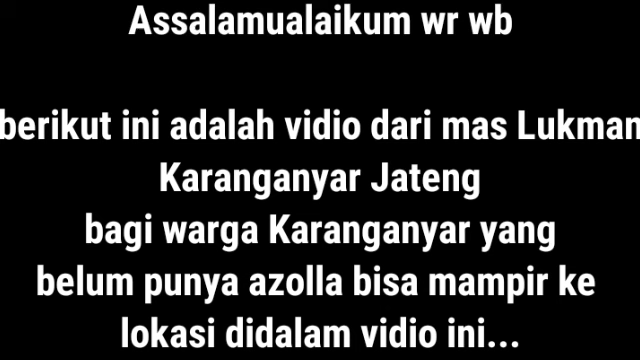 Assalamualaikum wr wb
berikut ini adalah vidio dari mas Lukman
Karanganyar Jateng
bagi warga Karanganyar yang
belum punya azolla bisa mampir ke
lokasi didalam vidio ini...